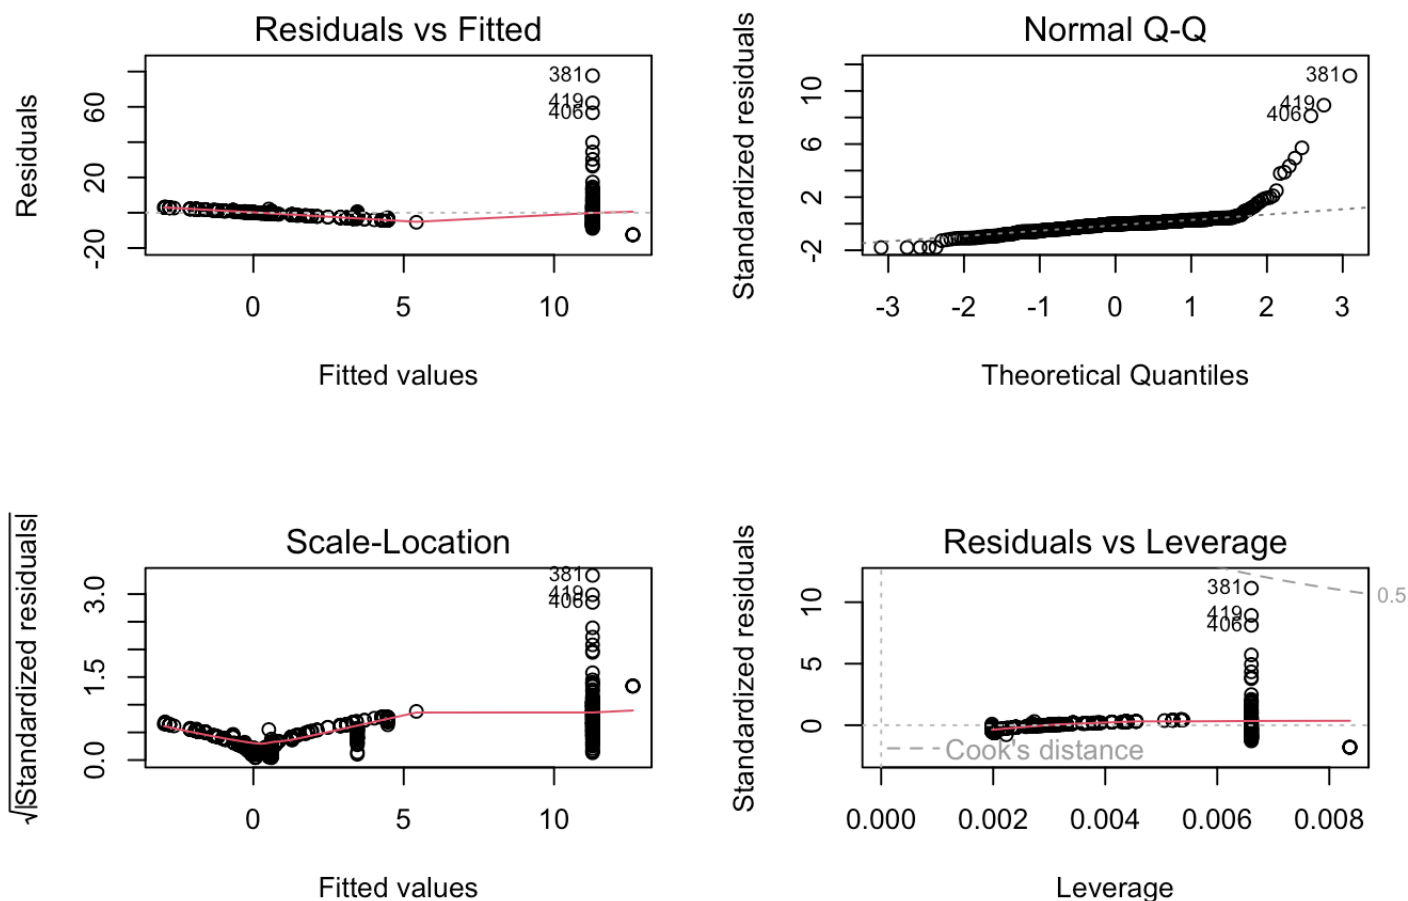 Residuals vs Fitted
Residuals
-20 20 60
381
419
406
0 5 10
Fitted values
Normal Q-Q
Standardized residuals
-2 2 6 10
381
419
406
-3 -2 -1 0 1 2 3
Theoretical Quantiles
Scale-Location
√|Standardized residuals|
0.0 1.5 3.0
381
419
406
0 5 10
Fitted values
Residuals vs Leverage
Standardized residuals
0 5 10
381
419
406
0.5
Cook's distance
0.000 0.002 0.004 0.006 0.008
Leverage